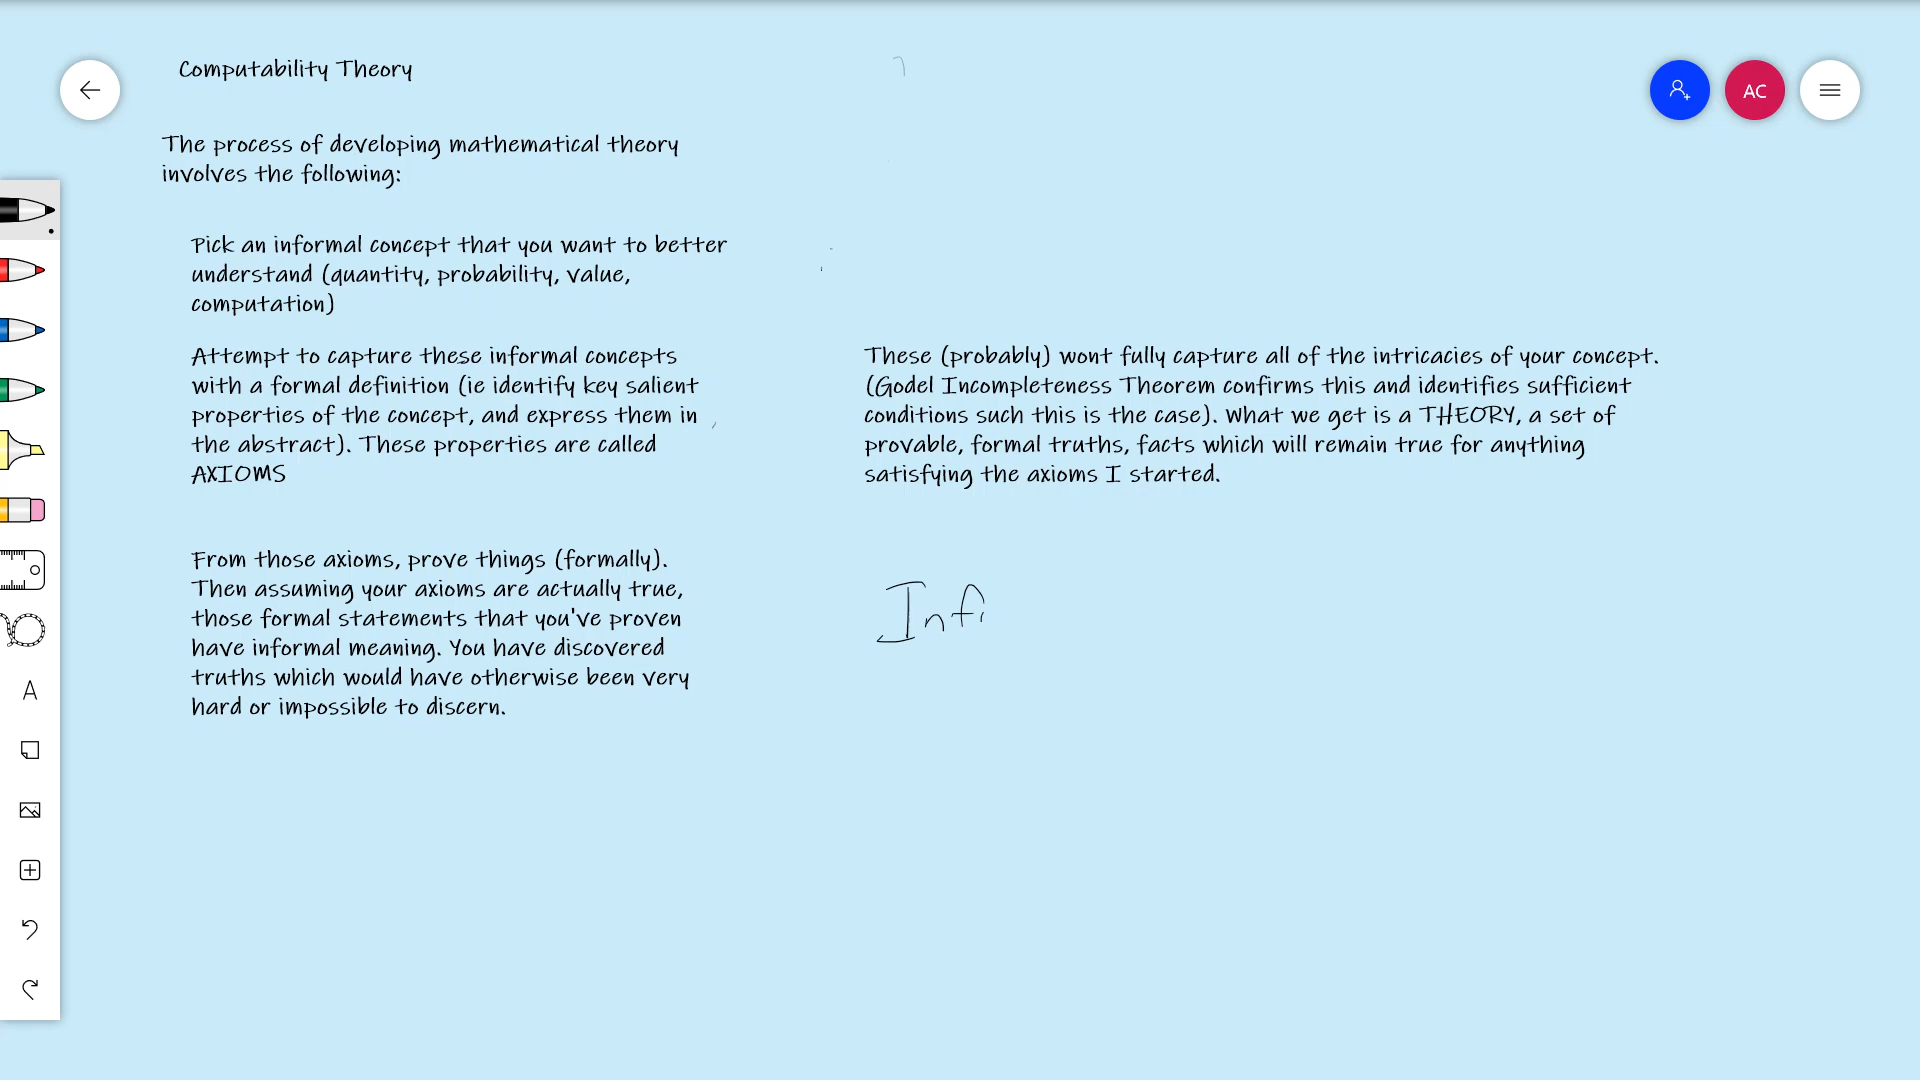 Computability Theory
AC
The process of developing mathematical theory
involves the following:
Pick an informal concept that you want to better
understand (quantity, probability, value,
computation)
Attempt to capture these informal concepts
with a formal definition (ie identify key salient
properties of the concept, and express them in
the abstract). These properties are called
AXIOMS
These (probably) wont fully capture all of the intricacies of your concept.
(Godel Incompleteness Theorem confirms this and identifies sufficient
conditions such this is the case). What we get is a THEORY, a set of
provable, formal truths, facts which will remain true for anything
satisfying the axioms I started.
From those axioms, prove things (formally).
Then assuming your axioms are actually true,
those formal statements that you've proven
have informal meaning. You have discovered
truths which would have otherwise been very
hard or impossible to discern.
Infi
A